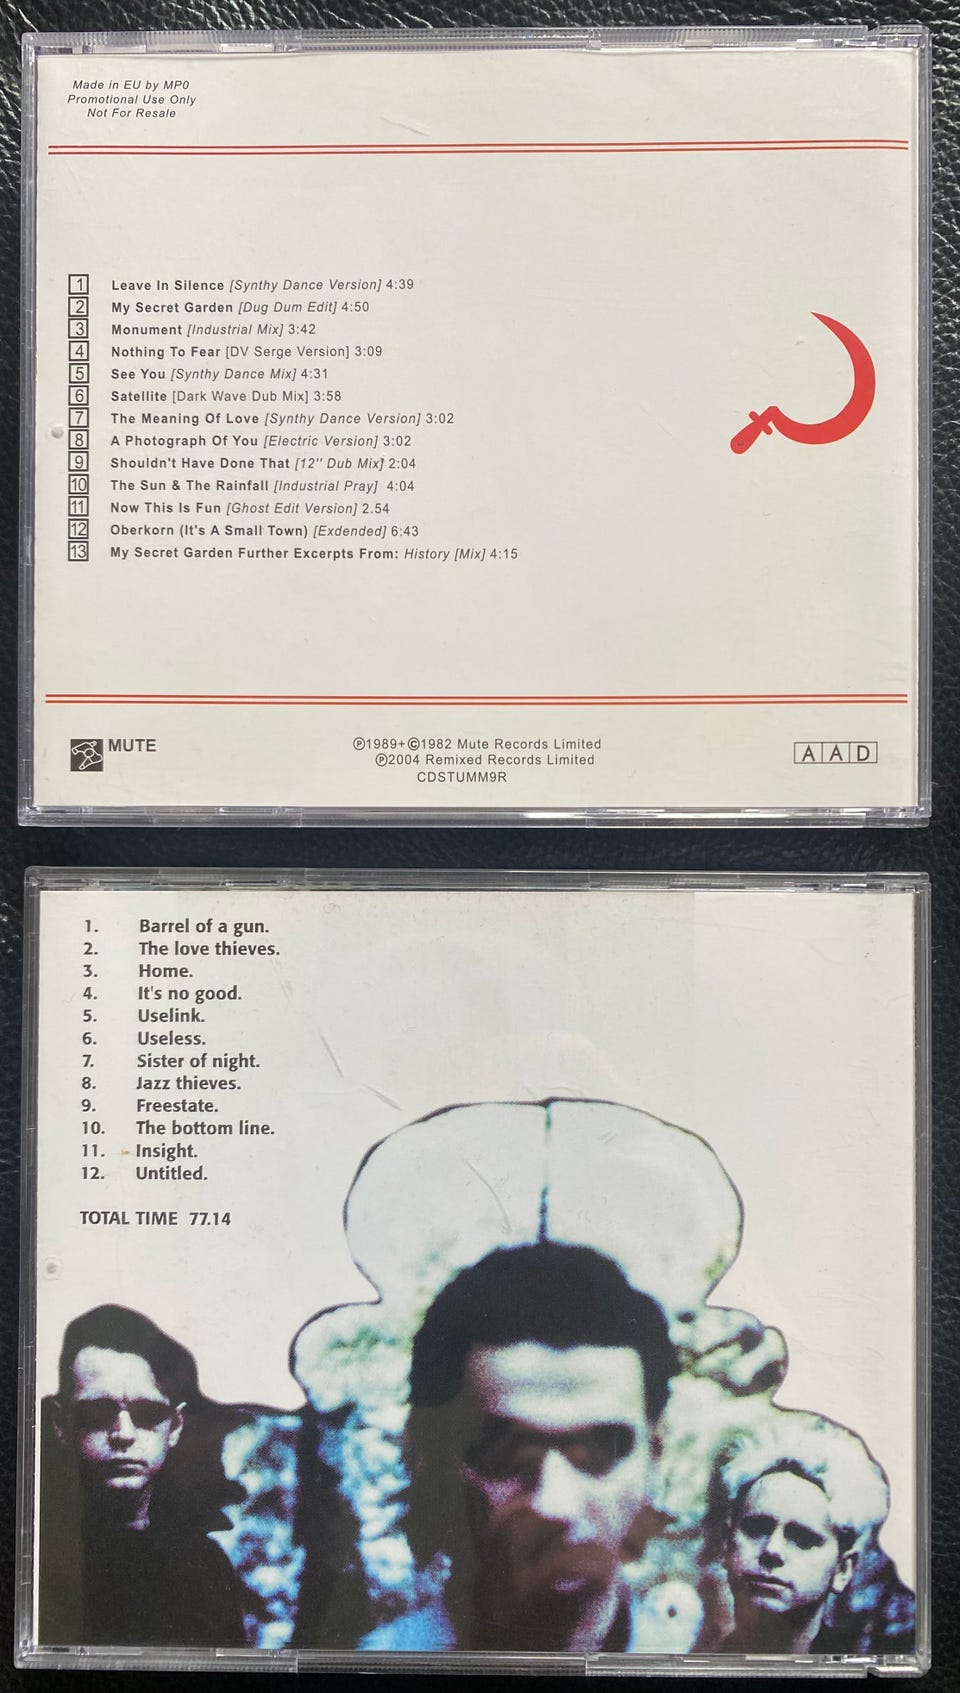 Made in EU by MP0
Promotional Use Only
Not For Resale
1 Leave In Silence [Synthy Dance Version] 4:39
2 My Secret Garden [Dug Dum Edit] 4:50
3 Monument [Industrial Mix] 3:42
4 Nothing To Fear [DV Serge Version] 3:09
5 See You [Synthy Dance Mix] 4:31
6 Satellite [Dark Wave Dub Mix] 3:58
7 The Meaning Of Love [Synthy Dance Version] 3:02
8 A Photograph Of You [Electric Version] 3:02
9 Shouldn't Have Done That [12'' Dub Mix] 2:04
10 The Sun & The Rainfall [Industrial Pray] 4:04
11 Now This Is Fun [Ghost Edit Version] 2.54
12 Oberkorn (It's A Small Town) [Exdended] 6:43
13 My Secret Garden Further Excerpts From: History [Mix] 4:15
MUTE
℗1989+©1982 Mute Records Limited
℗2004 Remixed Records Limited
CDSTUMM9R
A A D
1. Barrel of a gun.
2. The love thieves.
3. Home.
4. It's no good.
5. Uselink.
6. Useless.
7. Sister of night.
8. Jazz thieves.
9. Freestate.
10. The bottom line.
11. Insight.
12. Untitled.
TOTAL TIME 77.14